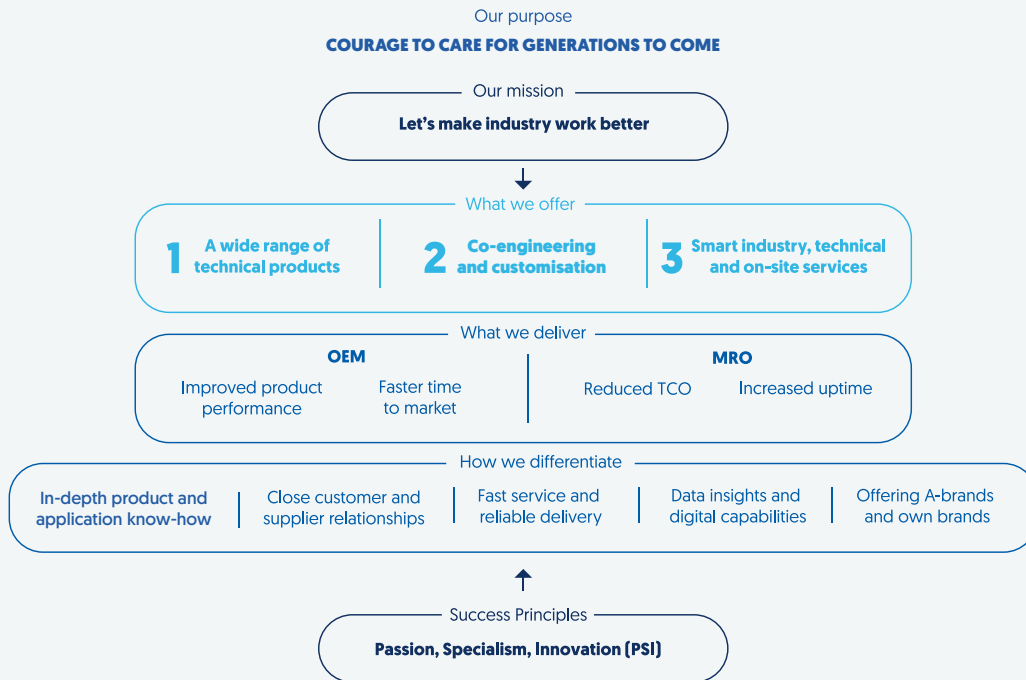 Our purpose
COURAGE TO CARE FOR GENERATIONS TO COME
Our mission
Let’s make industry work better
What we offer
1
A wide range of
technical products
2
Co-engineering
and customisation
3
Smart industry, technical
and on-site services
What we deliver
OEM
Improved product
performance
Faster time
to market
MRO
Reduced TCO
Increased uptime
How we differentiate
In-depth product and
application know-how
Close customer and
supplier relationships
Fast service and
reliable delivery
Data insights and
digital capabilities
Offering A-brands
and own brands
Success Principles
Passion, Specialism, Innovation (PSI)